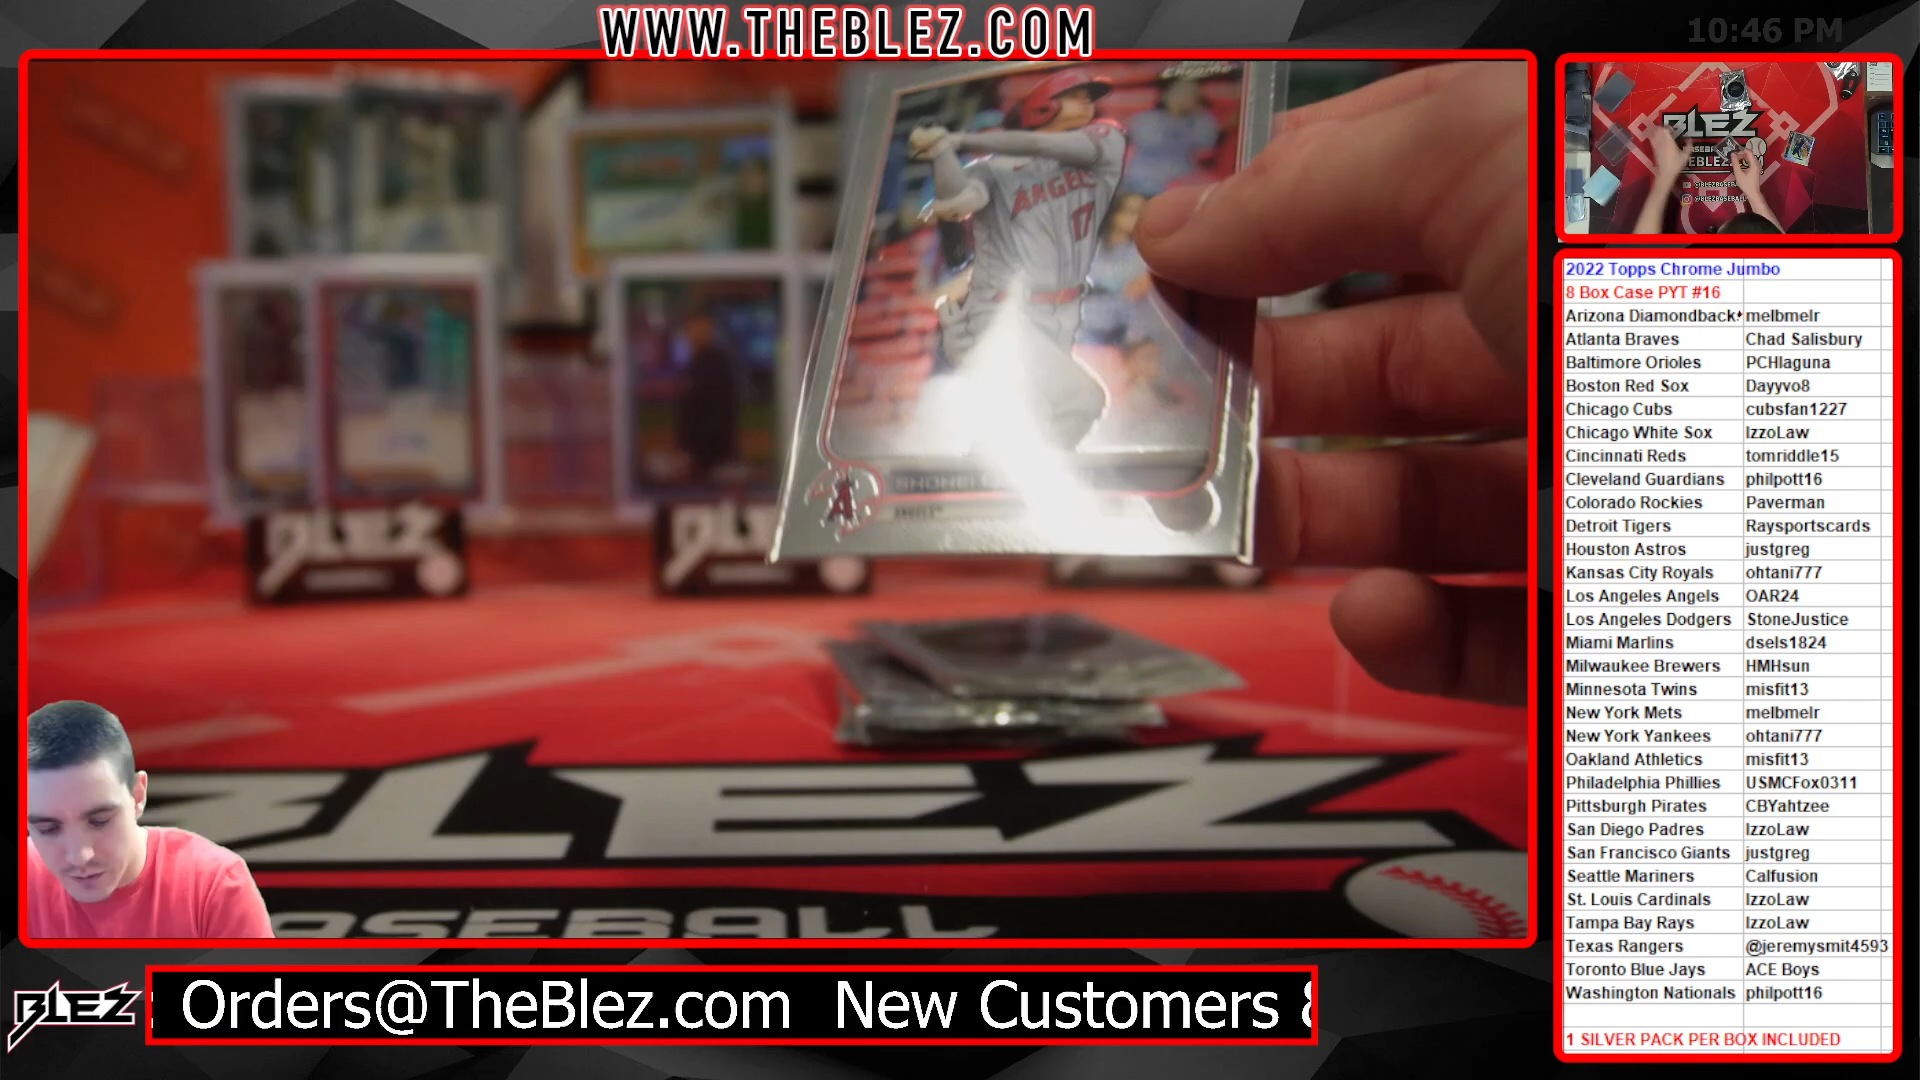 WWW.THEBLEZ.COM
10:46 PM
Chrome
ANGELS
17
SHOHEI
A
BLEZ
BLEZ
BLEZ
BASEBALL
BLEZ
Orders@TheBlez.com New Customers &
2022 Topps Chrome Jumbo
8 Box Case PYT #16
Arizona Diamondback melbmelr
Atlanta Braves Chad Salisbury
Baltimore Orioles PCHlaguna
Boston Red Sox Dayyvo8
Chicago Cubs cubsfan1227
Chicago White Sox IzzoLaw
Cincinnati Reds tomriddle15
Cleveland Guardians philpott16
Colorado Rockies Paverman
Detroit Tigers Raysportscards
Houston Astros justgreg
Kansas City Royals ohtani777
Los Angeles Angels OAR24
Los Angeles Dodgers StoneJustice
Miami Marlins dsels1824
Milwaukee Brewers HMHsun
Minnesota Twins misfit13
New York Mets melbmelr
New York Yankees ohtani777
Oakland Athletics misfit13
Philadelphia Phillies USMCFox0311
Pittsburgh Pirates CBYahtzee
San Diego Padres IzzoLaw
San Francisco Giants justgreg
Seattle Mariners Calfusion
St. Louis Cardinals IzzoLaw
Tampa Bay Rays IzzoLaw
Texas Rangers @jeremysmit4593
Toronto Blue Jays ACE Boys
Washington Nationals philpott16
1 SILVER PACK PER BOX INCLUDED